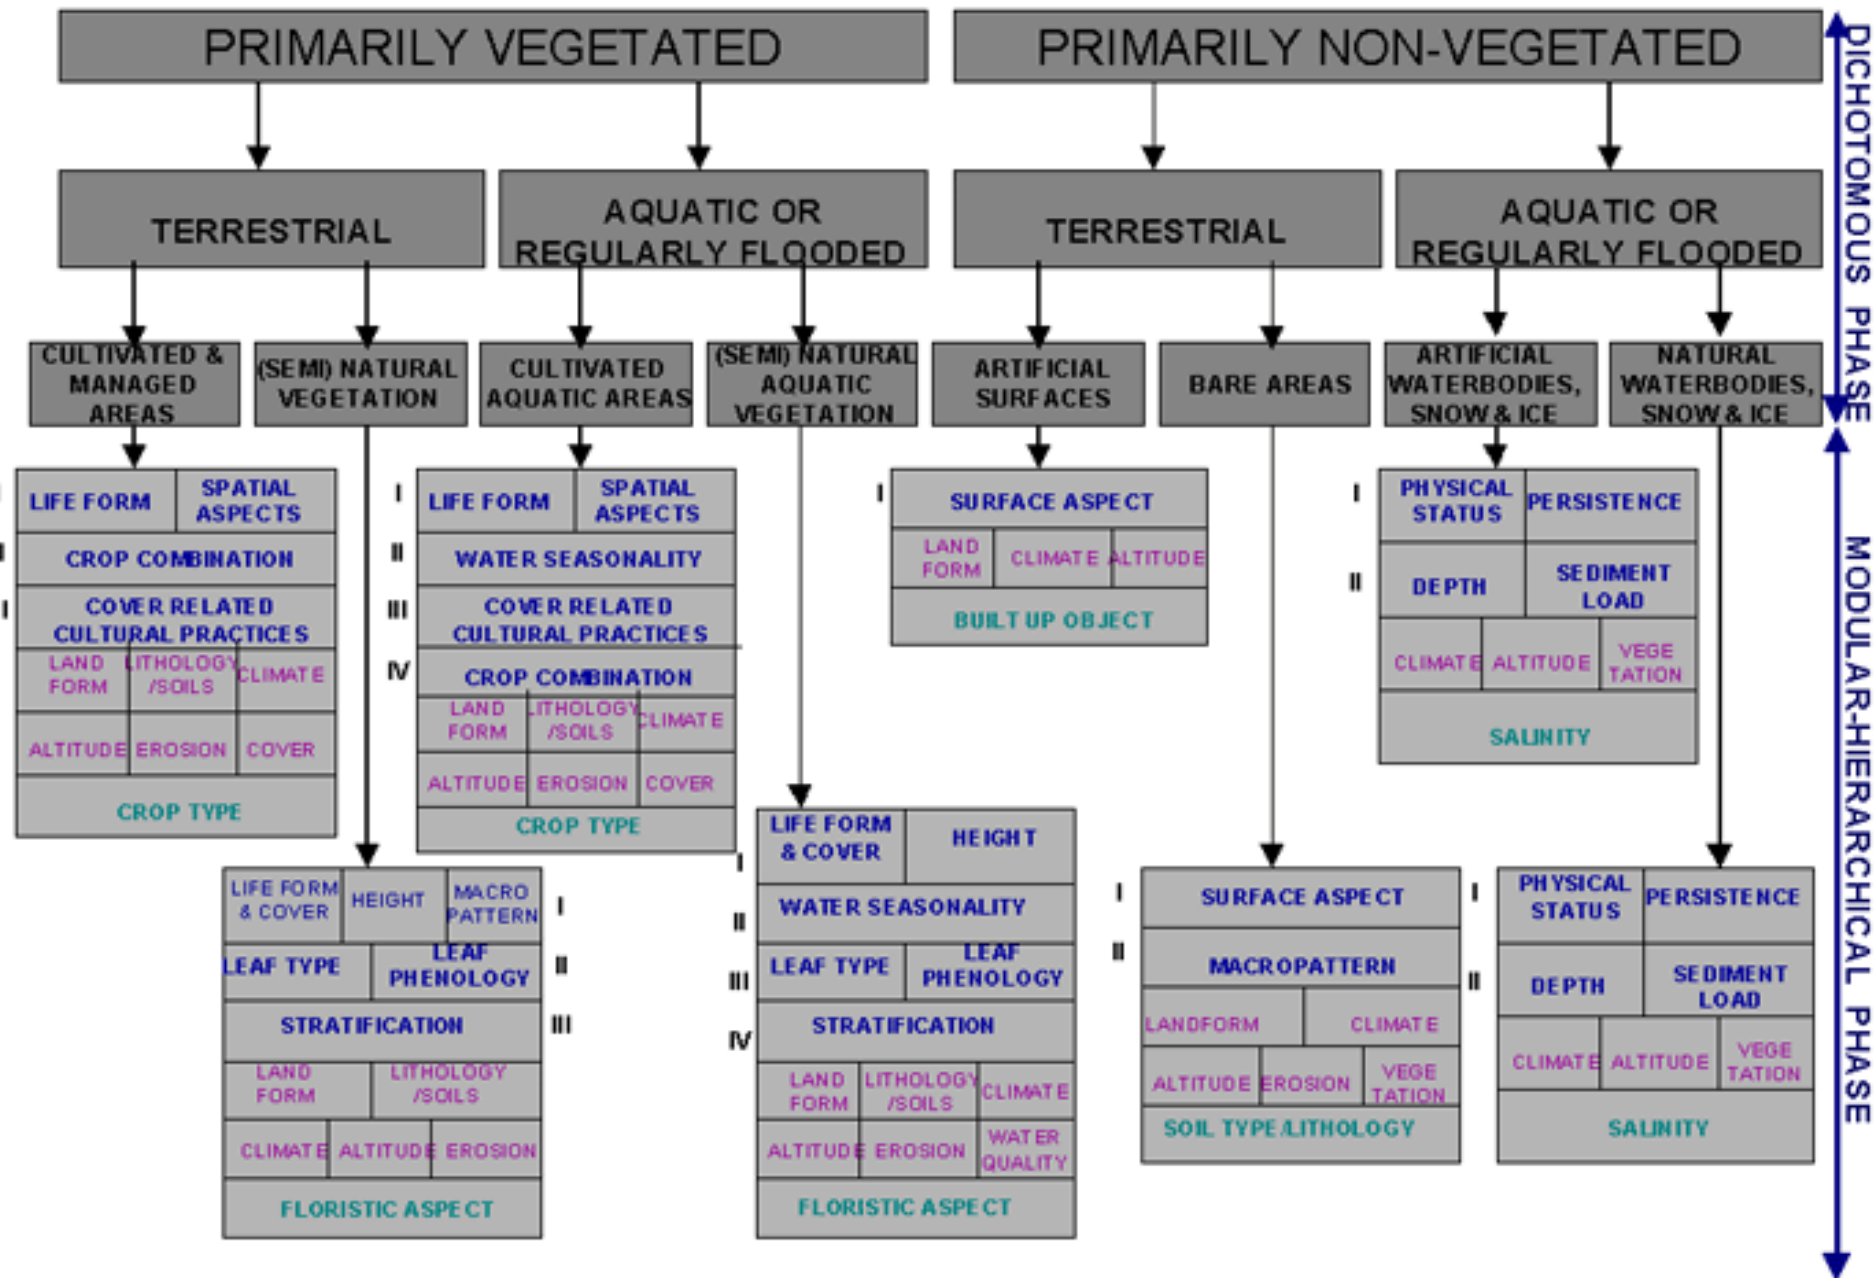 PRIMARILY VEGETATED
PRIMARILY NON-VEGETATED
DICHOTOMOUS PHASE
TERRESTRIAL
AQUATIC OR
REGULARLY FLOODED
TERRESTRIAL
AQUATIC OR
REGULARLY FLOODED
CULTIVATED &
MANAGED
AREAS
(SEMI) NATURAL
VEGETATION
CULTIVATED
AQUATIC AREAS
(SEMI) NATURAL
AQUATIC
VEGETATION
ARTIFICIAL
SURFACES
BARE AREAS
ARTIFICIAL
WATERBODIES,
SNOW & ICE
NATURAL
WATERBODIES,
SNOW & ICE
MODULAR-HIERARCHICAL PHASE
LIFE FORM
SPATIAL
ASPECTS
CROP COMBINATION
COVER RELATED
CULTURAL PRACTICES
LAND
FORM
LITHOLOGY
/SOILS
CLIMATE
ALTITUDE
EROSION
COVER
CROP TYPE
I
LIFE FORM
SPATIAL
ASPECTS
II
WATER SEASONALITY
III
COVER RELATED
CULTURAL PRACTICES
IV
CROP COMBINATION
LAND
FORM
LITHOLOGY
/SOILS
CLIMATE
ALTITUDE
EROSION
COVER
CROP TYPE
I
SURFACE ASPECT
LAND
FORM
CLIMATE
ALTITUDE
BUILT UP OBJECT
I
PHYSICAL
STATUS
PERSISTENCE
II
DEPTH
SEDIMENT
LOAD
CLIMATE
ALTITUDE
VEGE
TATION
SALINITY
LIFE FORM
& COVER
HEIGHT
MACRO
PATTERN
I
LEAF TYPE
LEAF
PHENOLOGY
II
STRATIFICATION
III
LAND
FORM
LITHOLOGY
/SOILS
CLIMATE
ALTITUDE
EROSION
FLORISTIC ASPECT
I
LIFE FORM
& COVER
HEIGHT
II
WATER SEASONALITY
III
LEAF TYPE
LEAF
PHENOLOGY
IV
STRATIFICATION
LAND
FORM
LITHOLOGY
/SOILS
CLIMATE
ALTITUDE
EROSION
WATER
QUALITY
FLORISTIC ASPECT
I
SURFACE ASPECT
II
MACROPATTERN
LANDFORM
CLIMATE
ALTITUDE
EROSION
VEGE
TATION
SOIL TYPE/LITHOLOGY
I
PHYSICAL
STATUS
PERSISTENCE
II
DEPTH
SEDIMENT
LOAD
CLIMATE
ALTITUDE
VEGE
TATION
SALINITY